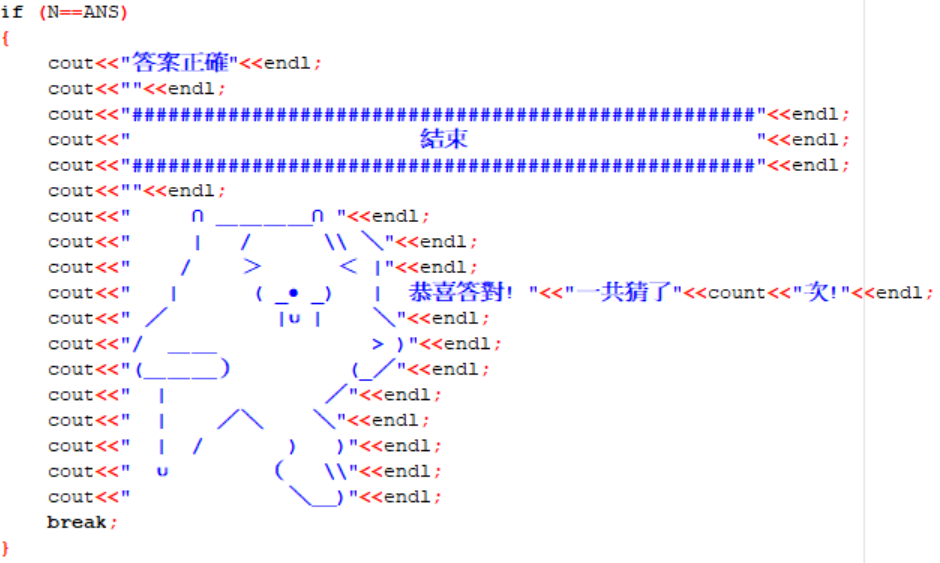 if (N==ANS)
{
    cout<<"答案正確"<<endl;
    cout<<""<<endl;
    cout<<"####################################################"<<endl;
    cout<<"                        結束                        "<<endl;
    cout<<"####################################################"<<endl;
    cout<<""<<endl;
    cout<<"     ∩ ________∩ "<<endl;
    cout<<"     |   /      \\ ＼"<<endl;
    cout<<"    /    ＞      ＜ |"<<endl;
    cout<<"   |      ( _● _)   |  恭喜答對! "<<"一共猜了"<<count<<"次!"<<endl;
    cout<<" ／         |∪ |    ＼"<<endl;
    cout<<"/  ____             > )"<<endl;
    cout<<"(______)          (_／"<<endl;
    cout<<"  |             ／"<<endl;
    cout<<"  |    ／＼    ＼"<<endl;
    cout<<"  |  /       )   )"<<endl;
    cout<<"  ∪         (   \\"<<endl;
    cout<<"             ＼__)"<<endl;
    break;
}